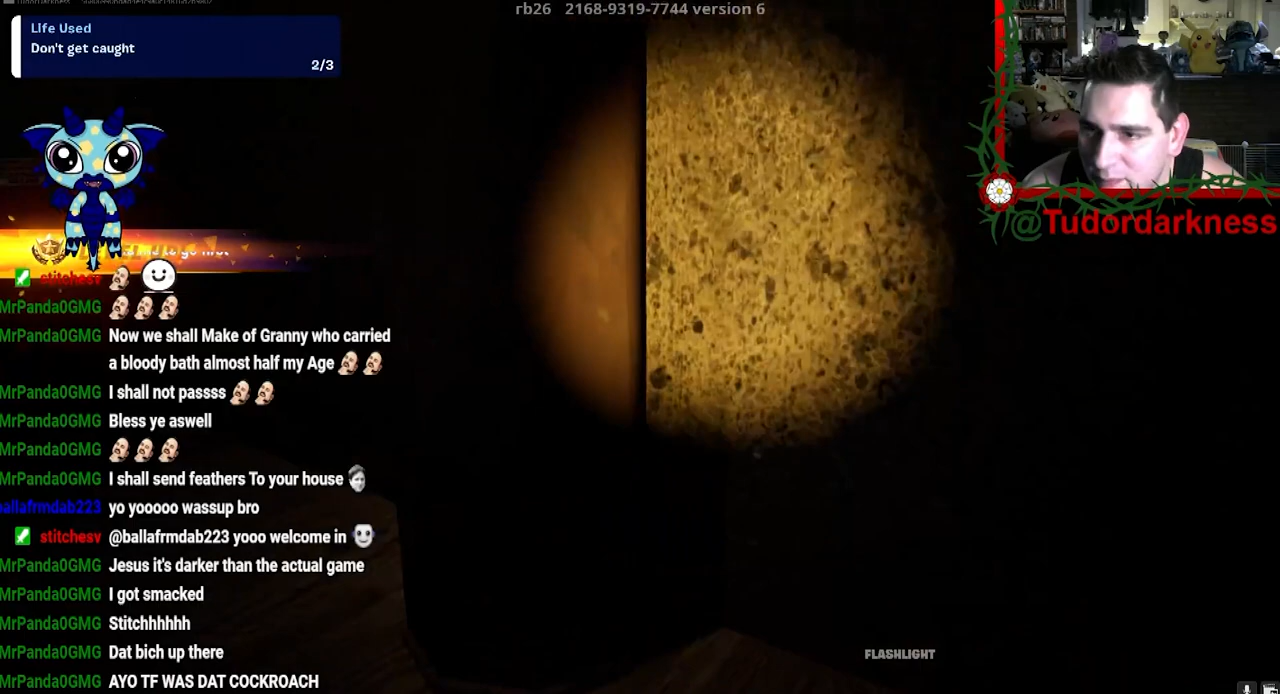 rb26 2168-9319-7744 version 6
Life Used
Don't get caught
2/3
@Tudordarkness
stitchesv
MrPanda0GMG
MrPanda0GMG Now we shall Make of Granny who carried
a bloody bath almost half my Age
MrPanda0GMG I shall not passss
MrPanda0GMG Bless ye aswell
MrPanda0GMG
MrPanda0GMG I shall send feathers To your house
ballafrmdab223 yo yooooo wassup bro
stitchesv @ballafrmdab223 yooo welcome in
MrPanda0GMG Jesus it's darker than the actual game
MrPanda0GMG I got smacked
MrPanda0GMG Stitchhhhhh
MrPanda0GMG Dat bich up there
MrPanda0GMG AYO TF WAS DAT COCKROACH
FLASHLIGHT